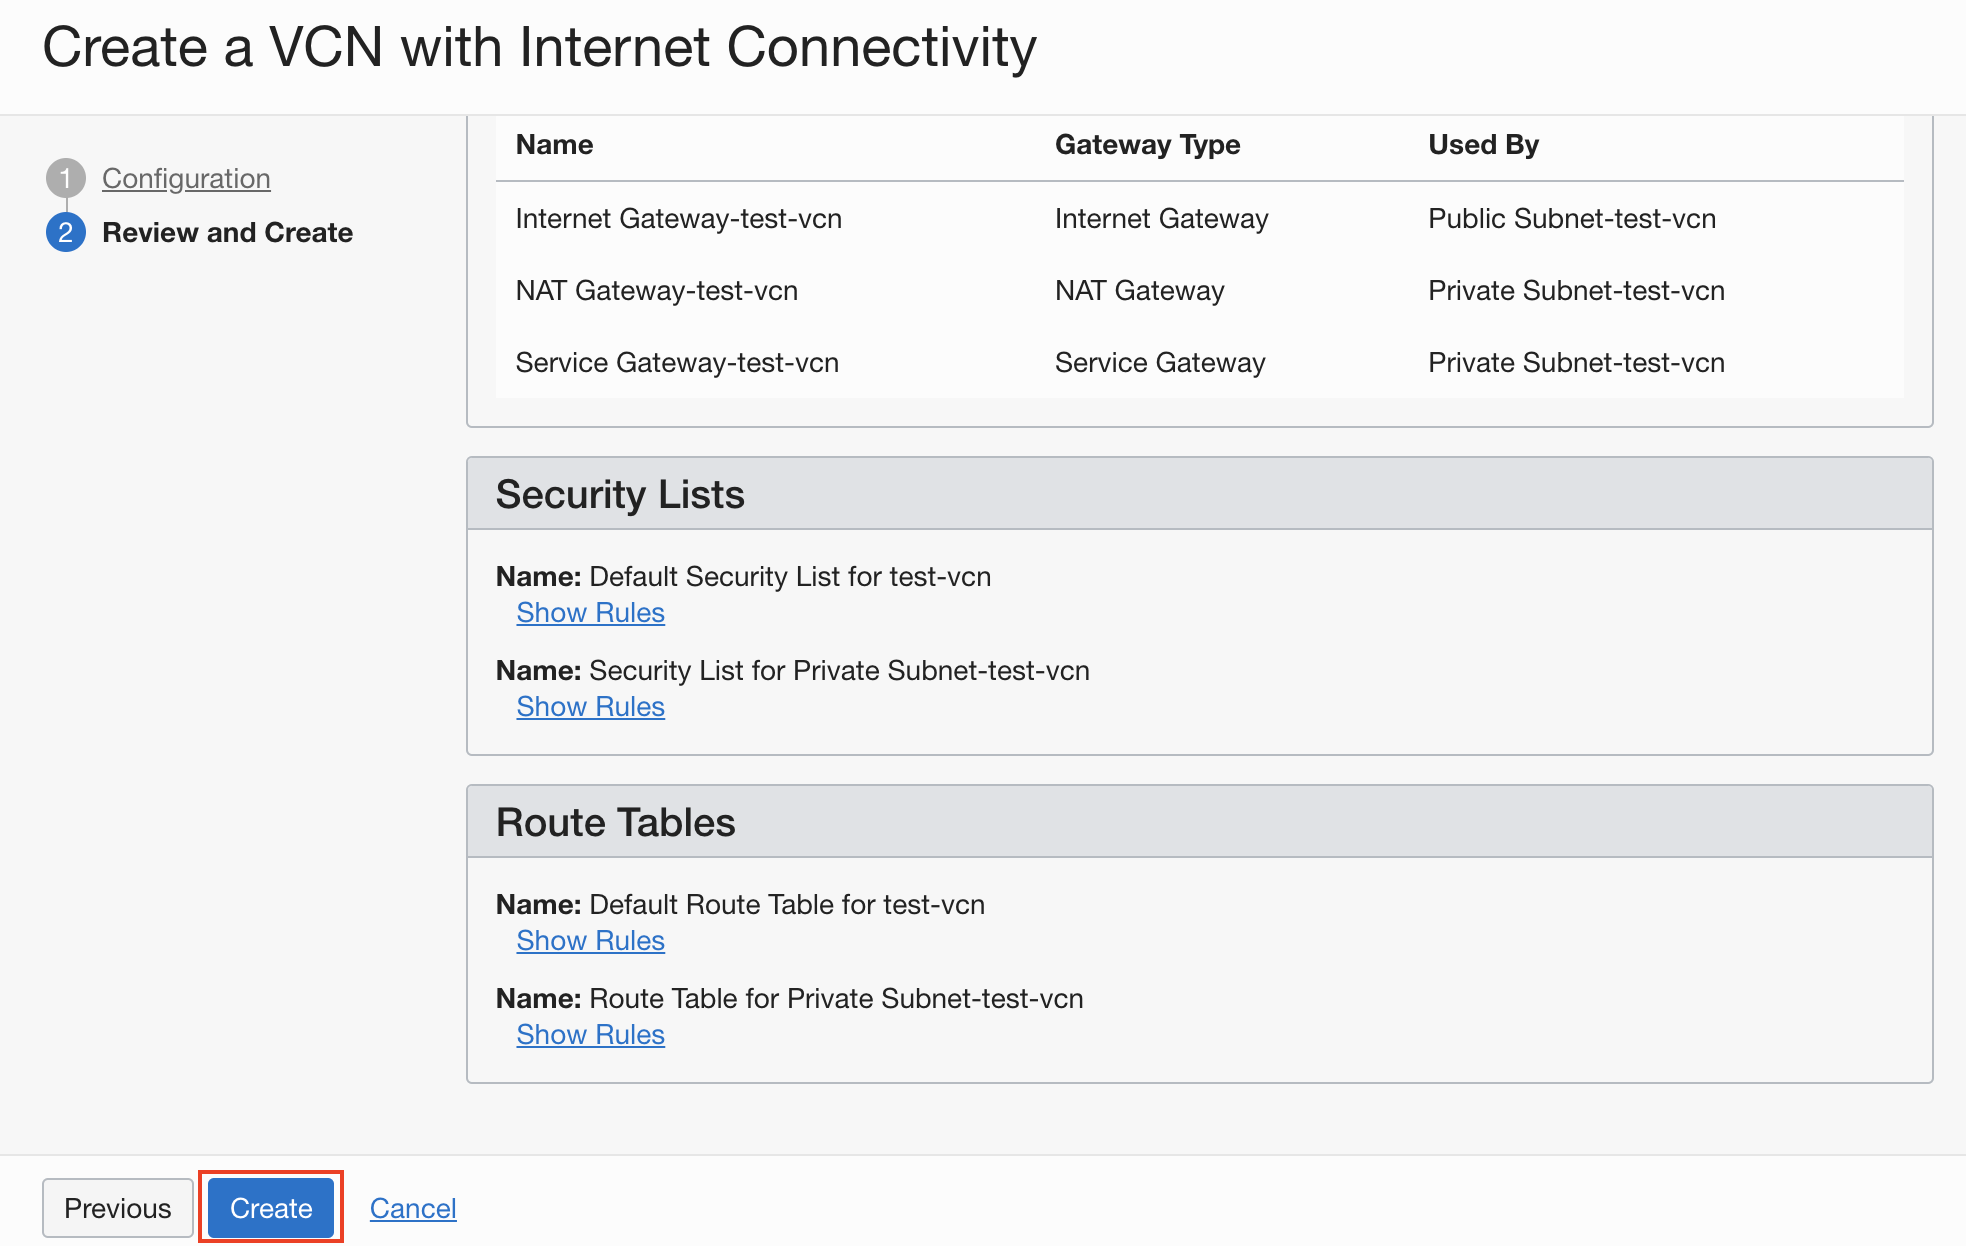 Create a VCN with Internet Connectivity
1 Configuration
2 Review and Create
Name Gateway Type Used By
Internet Gateway-test-vcn Internet Gateway Public Subnet-test-vcn
NAT Gateway-test-vcn NAT Gateway Private Subnet-test-vcn
Service Gateway-test-vcn Service Gateway Private Subnet-test-vcn
Security Lists
Name: Default Security List for test-vcn
Show Rules
Name: Security List for Private Subnet-test-vcn
Show Rules
Route Tables
Name: Default Route Table for test-vcn
Show Rules
Name: Route Table for Private Subnet-test-vcn
Show Rules
Previous Create Cancel